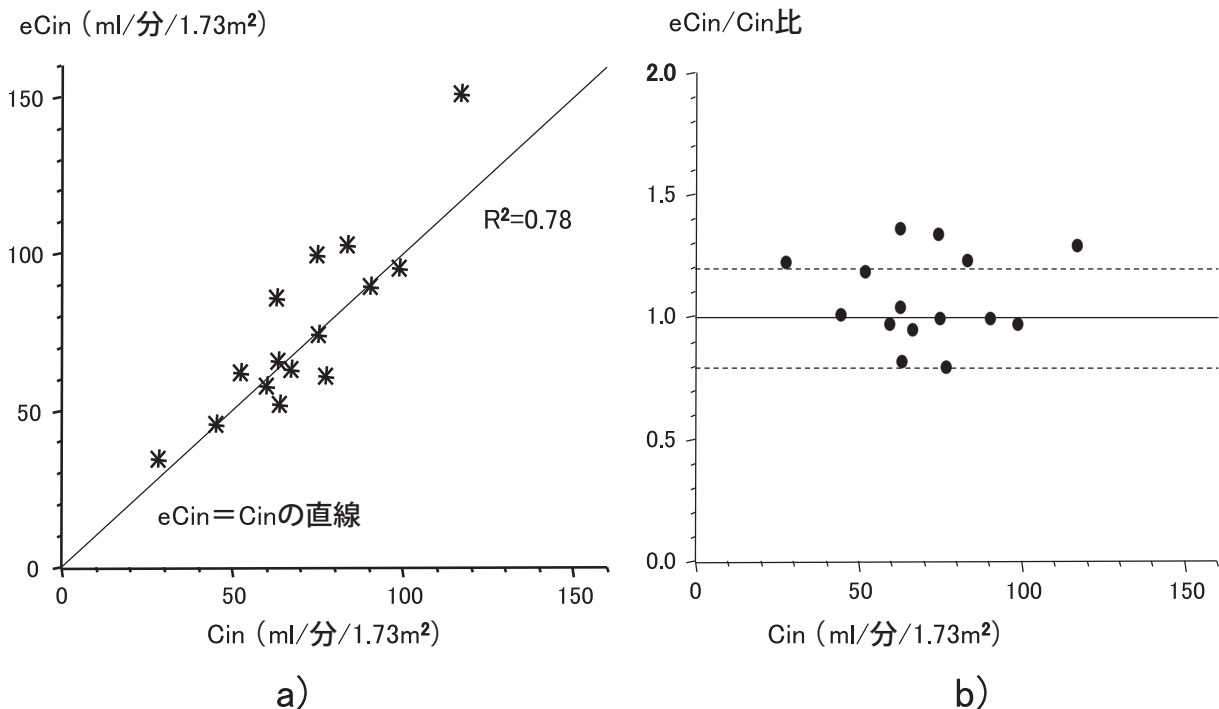 eCin (ml/分/1.73m²)
150
100
50
0
R²=0.78
eCin=Cinの直線
0 50 100 150
Cin (ml/分/1.73m²)
a)
eCin/Cin比
2.0
1.5
1.0
0.5
0.0
0 50 100 150
Cin (ml/分/1.73m²)
b)